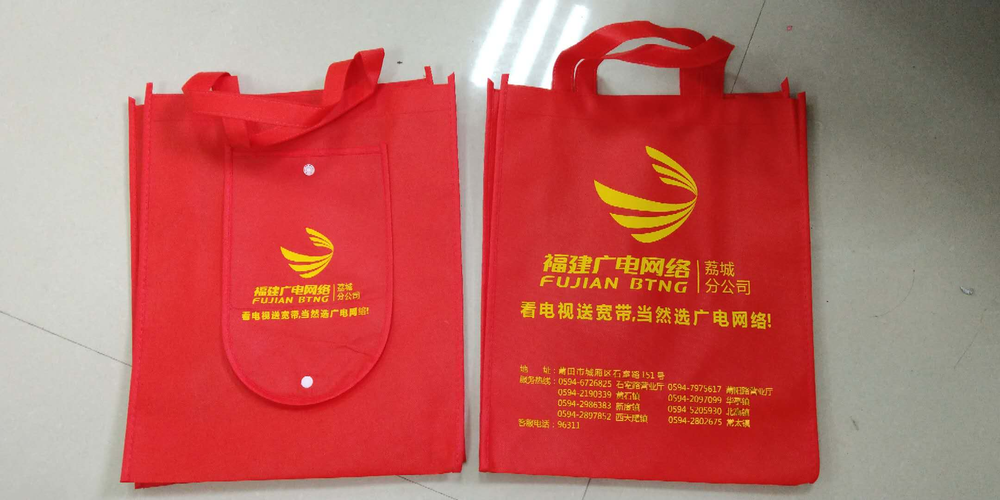 福建广电网络
FUJIAN BTNG
荔城
分公司
看电视送宽带,当然选广电网络!
福建广电网络
FUJIAN BTNG
荔城
分公司
看电视送宽带,当然选广电网络!
地 址：莆田市城厢区石室路151号
服务热线：0594-6726825 石室路营业厅 0594-7975617 莆阳路营业厅
0594-2190339 黄石镇 0594-2097099 华亭镇
0594-2986383 新度镇 0594-5205930 北高镇
0594-2897852 西天尾镇 0594-2802675 常太镇
客服电话：96311